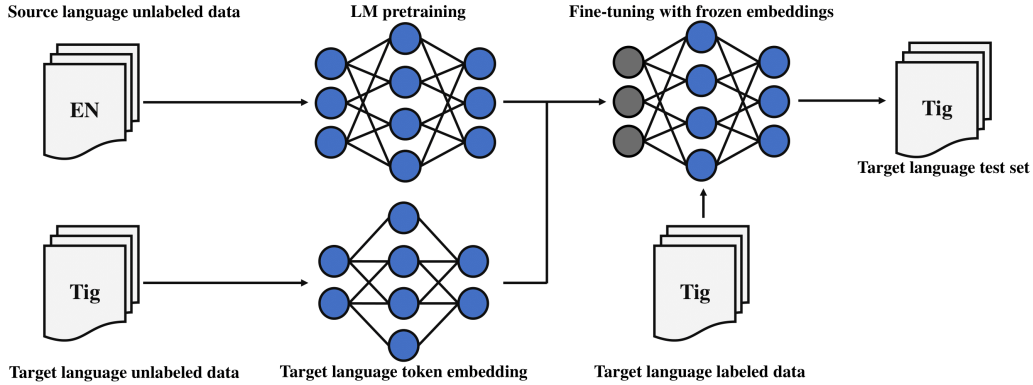 Source language unlabeled data
LM pretraining
Fine-tuning with frozen embeddings
EN
Tig
Target language test set
Tig
Tig
Target language unlabeled data
Target language token embedding
Target language labeled data